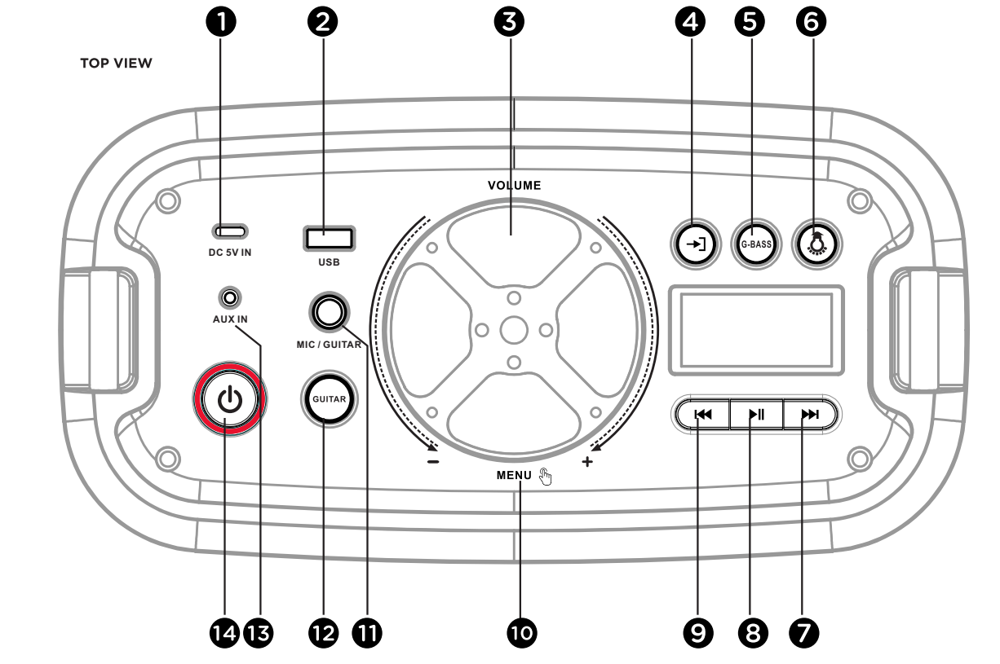 1 2 3 4 5 6
TOP VIEW
VOLUME
G-BASS
DC 5V IN
USB
AUX IN
MIC / GUITAR
GUITAR
− +
MENU
14 13 12 11 10 9 8 7